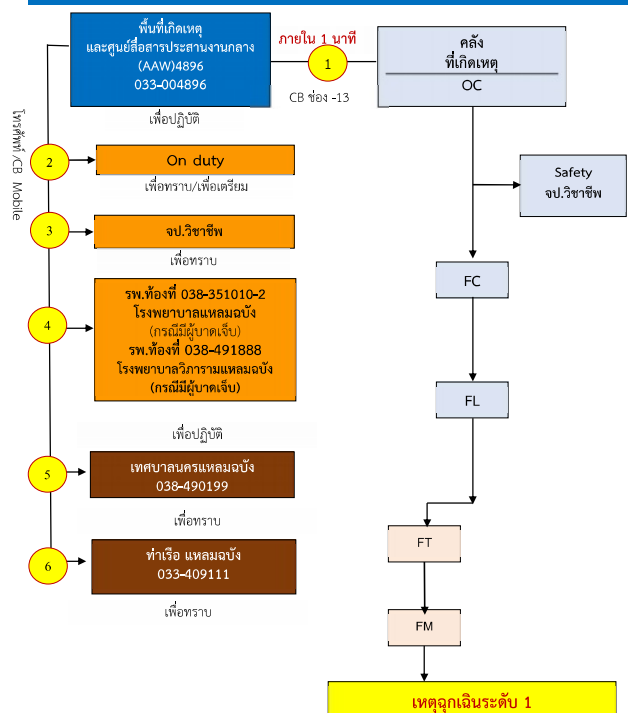 พื้นที่เกิดเหตุ
และศูนย์สื่อสารประสานงานกลาง
(AAW)4896
033-004896
เพื่อปฏิบัติ
ภายใน 1 นาที
1
CB ช่อง -13
คลัง
ที่เกิดเหตุ
OC
โทรศัพท์/CB Mobile
2
On duty
เพื่อทราบ/เพื่อเตรียม
Safety
จป.วิชาชีพ
3
จป.วิชาชีพ
เพื่อทราบ
FC
4
รพ.ท้องที่ 038-351010-2
โรงพยาบาลแหลมฉบัง
(กรณีมีผู้บาดเจ็บ)
รพ.ท้องที่ 038-491888
โรงพยาบาลวิภารามแหลมฉบัง
(กรณีมีผู้บาดเจ็บ)
เพื่อปฏิบัติ
FL
5
เทศบาลนครแหลมฉบัง
038-490199
เพื่อทราบ
FT
6
ท่าเรือ แหลมฉบัง
033-409111
เพื่อทราบ
FM
เหตุฉุกเฉินระดับ 1